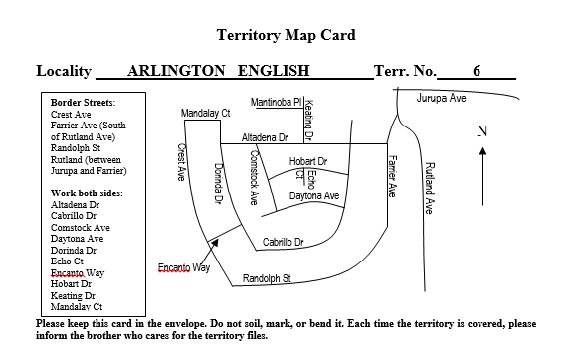 Territory Map Card
Locality ARLINGTON ENGLISH Terr. No. 6
Border Streets:
Crest Ave
Farrier Ave (South
of Rutland Ave)
Randolph St
Rutland (between
Jurupa and Farrier)
Work both sides:
Altadena Dr
Cabrillo Dr
Comstock Ave
Daytona Ave
Dorinda Dr
Echo Ct
Encanto Way
Hobart Dr
Keating Dr
Mandalay Ct
Mandalay Ct
Mantinoba Pl
Keating Dr
Jurupa Ave
N
Altadena Dr
Crest Ave
Dorinda Dr
Comstock Ave
Hobart Dr
Echo
Ct
Daytona Ave
Farrier Ave
Rutland Ave
Cabrillo Dr
Encanto Way
Randolph St
Please keep this card in the envelope. Do not soil, mark, or bend it. Each time the territory is covered, please
inform the brother who cares for the territory files.